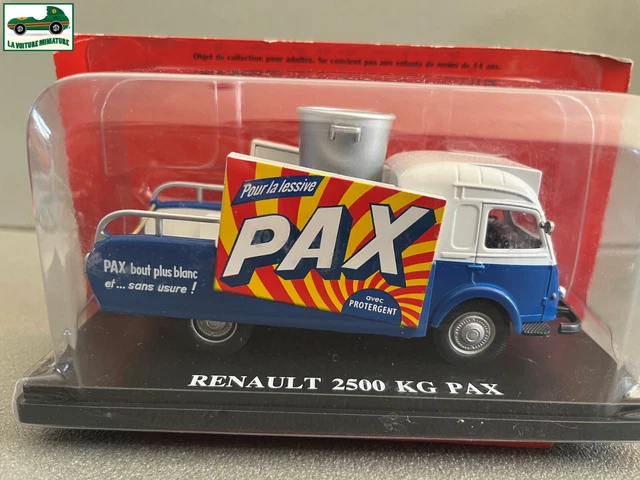 LA VOITURE MINIATURE
Objet de collection pour adultes. Ne convient pas aux enfants de moins de 14 ans.
Pour la lessive
PAX
avec
PROTERGENT
PAX bout plus blanc
et... sans usure !
RENAULT 2500 KG PAX